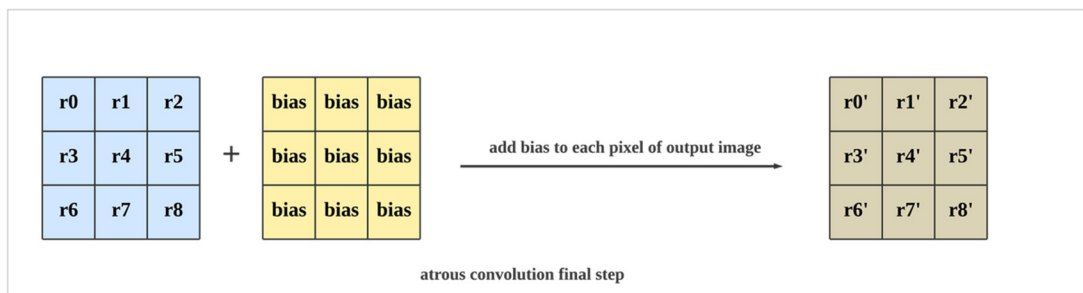 r0 r1 r2 bias bias bias r0' r1' r2'
add bias to each pixel of output image
r3 r4 r5 + bias bias bias r3' r4' r5'
r6 r7 r8 bias bias bias r6' r7' r8'
atrous convolution final step